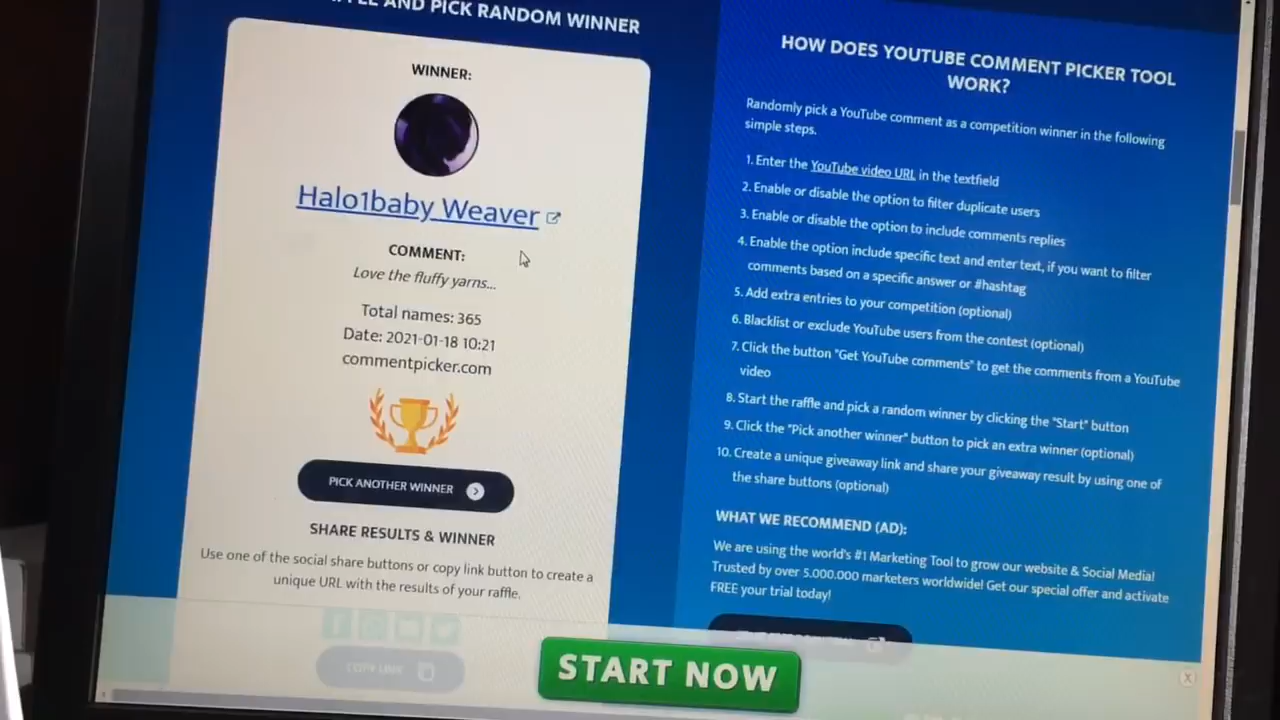 AND PICK RANDOM WINNER
WINNER:
Halo1baby Weaver
COMMENT:
Love the fluffy yarns...
Total names: 365
Date: 2021-01-18 10:21
commentpicker.com
PICK ANOTHER WINNER
SHARE RESULTS & WINNER
Use one of the social share buttons or copy link button to create a
unique URL with the results of your raffle.
COPY LINK
HOW DOES YOUTUBE COMMENT PICKER TOOL
WORK?
Randomly pick a YouTube comment as a competition winner in the following
simple steps.
1. Enter the YouTube video URL in the textfield
2. Enable or disable the option to filter duplicate users
3. Enable or disable the option to include comments replies
4. Enable the option include specific text and enter text, if you want to filter
comments based on a specific answer or #hashtag
5. Add extra entries to your competition (optional)
6. Blacklist or exclude YouTube users from the contest (optional)
7. Click the button "Get YouTube comments" to get the comments from a YouTube
video
8. Start the raffle and pick a random winner by clicking the "Start" button
9. Click the "Pick another winner" button to pick an extra winner (optional)
10. Create a unique giveaway link and share your giveaway result by using one of
the share buttons (optional)
WHAT WE RECOMMEND (AD):
We are using the world's #1 Marketing Tool to grow our website & Social Media!
Trusted by over 5.000.000 marketers worldwide! Get our special offer and activate
FREE your trial today!
START NOW
X